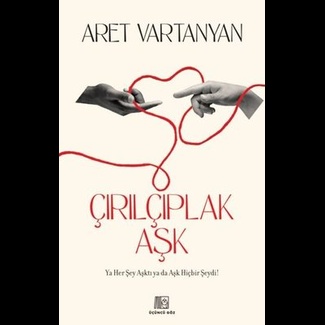 ARET VARTANYAN
ÇIRILÇIPLAK
AŞK
Ya Her Şey Aşktı ya da Aşk Hiçbir Şeydi!
ÜÇÜNCÜ GÖZ